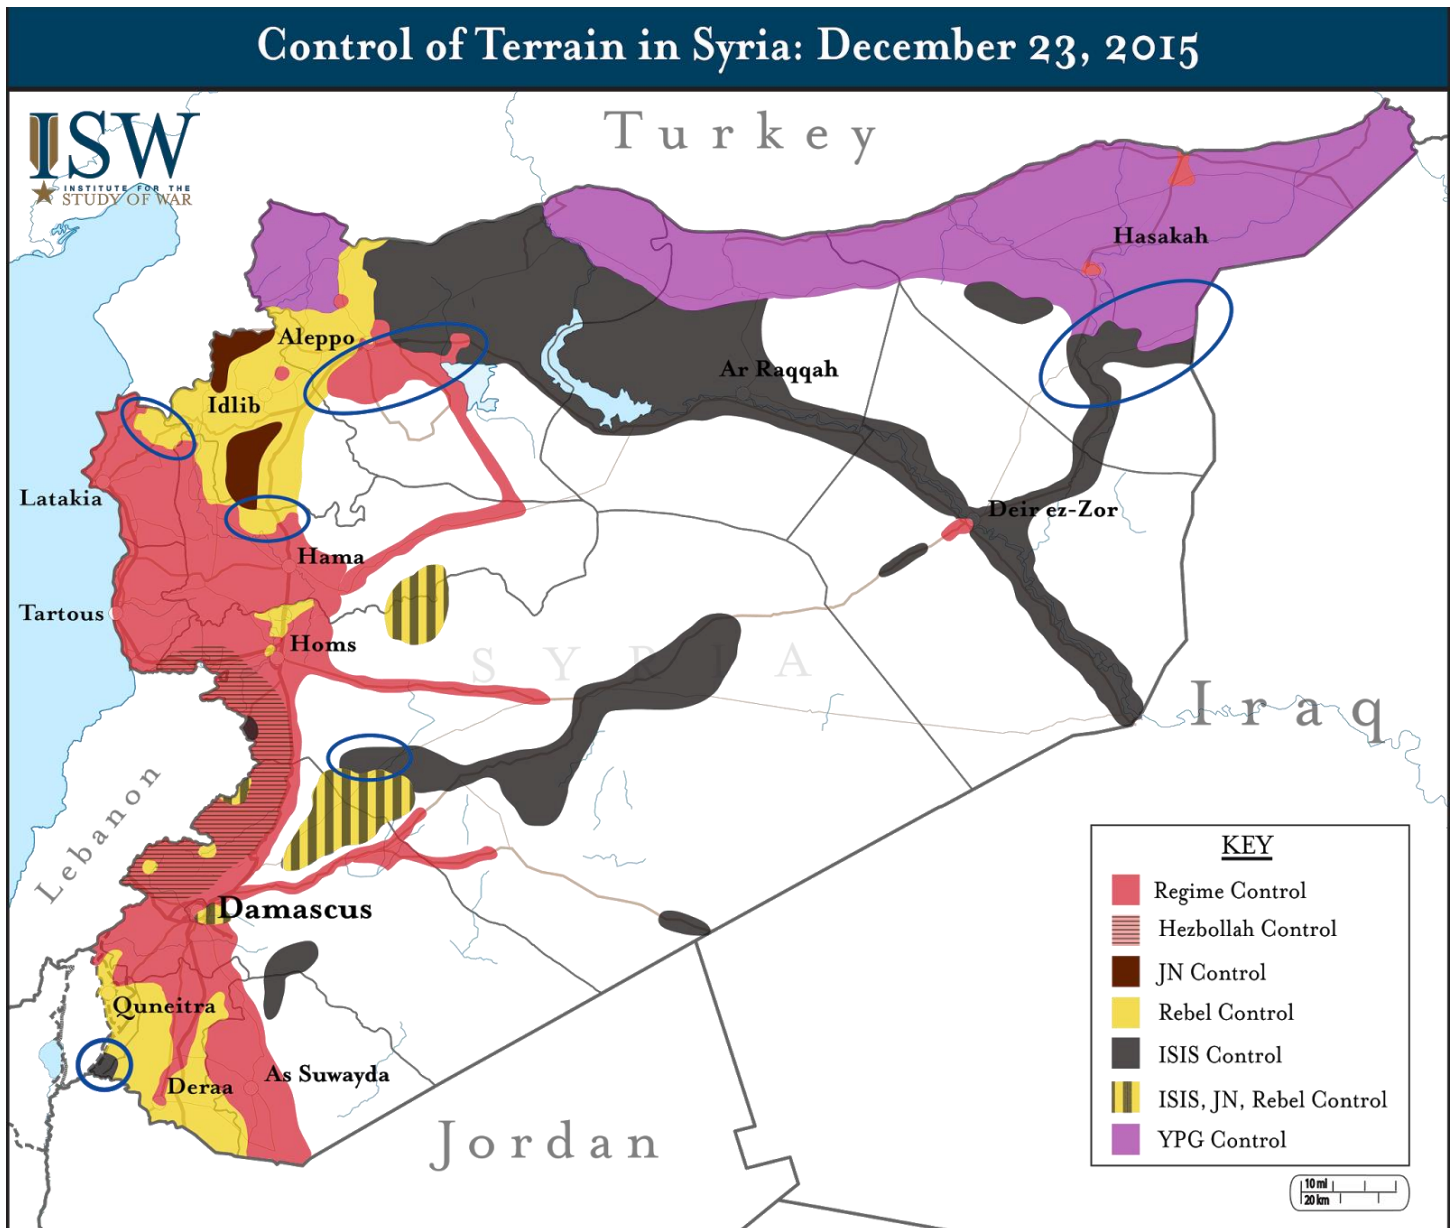 Control of Terrain in Syria: December 23, 2015
ISW
INSTITUTE FOR THE
STUDY OF WAR
Turkey
Hasakah
Aleppo
Ar Raqqah
Idlib
Latakia
Deir ez-Zor
Hama
Tartous
Homs
SYRIA
Iraq
Lebanon
Damascus
Quneitra
As Suwayda
Deraa
Jordan
KEY
Regime Control
Hezbollah Control
JN Control
Rebel Control
ISIS Control
ISIS, JN, Rebel Control
YPG Control
10 mi
20 km